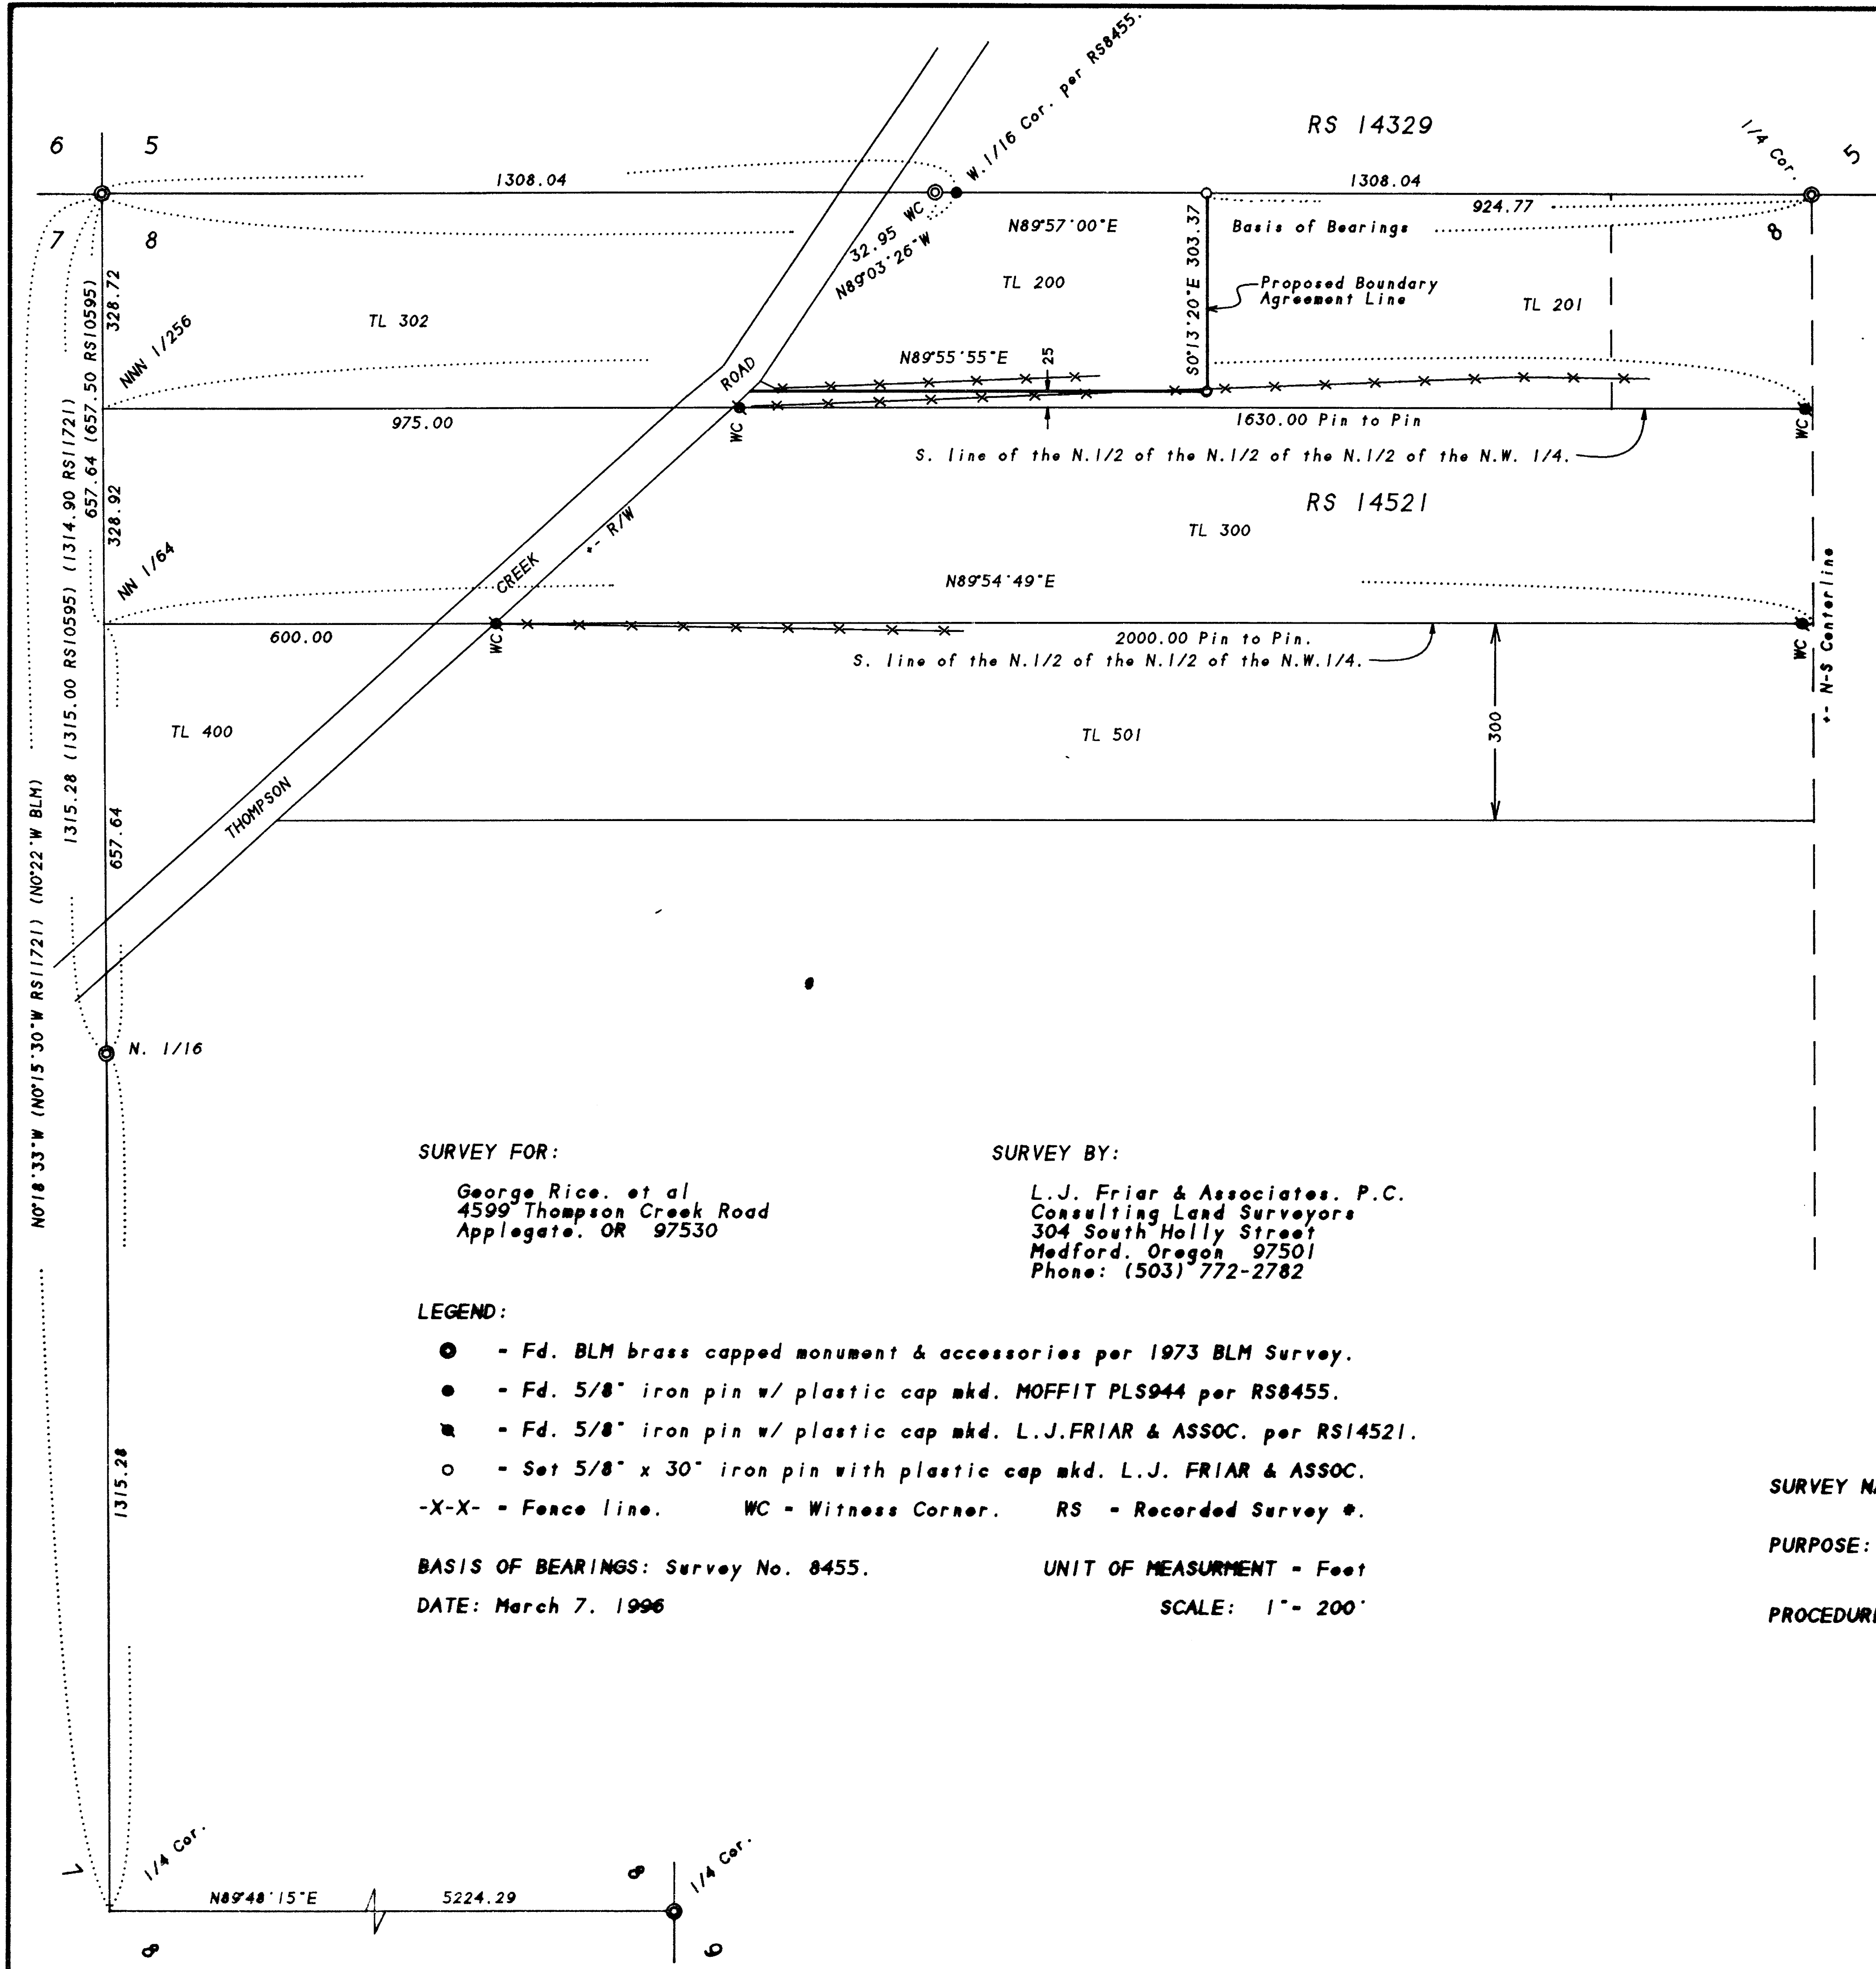 W.1/16 Cor. per RS8455.
RS 14329
1/4 Cor.
6
5
5
1308.04
1308.04
924.77
7
8
8
32.95 WC
N89°03'26"W
N89°57'00"E
Basis of Bearings
S0°13'20"E 303.37
Proposed Boundary
Agreement Line
TL 200
TL 201
TL 302
328.72
NNN 1/256
N89°55'55"E
25
ROAD
975.00
WC
1630.00 Pin to Pin
WC
S. line of the N.1/2 of the N.1/2 of the N.1/2 of the N.W. 1/4.
RS 14521
TL 300
328.92
657.64 (657.50 RS10595)
1315.28 (1315.00 RS10595) (1314.90 RS11721)
N0°18'33"W (N0°15'30"W RS11721) (N0°22'W BLM)
+- R/W
CREEK
NN 1/64
N89°54'49"E
600.00
WC
2000.00 Pin to Pin.
WC
S. line of the N.1/2 of the N.1/2 of the N.W.1/4.
+- N-S Centerline
TL 400
TL 501
300
THOMPSON
657.64
N. 1/16
SURVEY FOR:
George Rice. et al
4599 Thompson Creek Road
Applegate. OR 97530
SURVEY BY:
L.J. Friar & Associates. P.C.
Consulting Land Surveyors
304 South Holly Street
Medford. Oregon 97501
Phone: (503) 772-2782
LEGEND:
- Fd. BLM brass capped monument & accessories per 1973 BLM Survey.
- Fd. 5/8" iron pin w/ plastic cap mkd. MOFFIT PLS944 per RS8455.
- Fd. 5/8" iron pin w/ plastic cap mkd. L.J.FRIAR & ASSOC. per RS14521.
- Set 5/8" x 30" iron pin with plastic cap mkd. L.J. FRIAR & ASSOC.
-X-X- - Fence line. WC - Witness Corner. RS - Recorded Survey #.
BASIS OF BEARINGS: Survey No. 8455. UNIT OF MEASURMENT - Feet
DATE: March 7. 1996 SCALE: 1"- 200'
SURVEY
PURPOSE:
1315.28
7
1/4 Cor.
N89°48'15"E
5224.29
8
1/4 Cor.
8
9